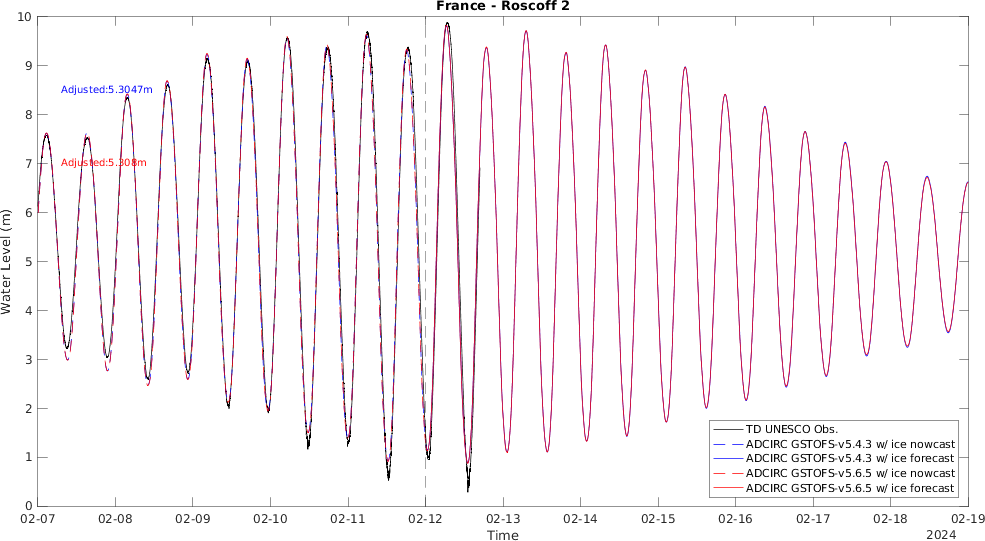 France - Roscoff 2
10
9
8
7
6
5
4
3
2
1
0
Water Level (m)
Adjusted:5.3047m
Adjusted:5.308m
TD UNESCO Obs.
ADCIRC GSTOFS-v5.4.3 w/ ice nowcast
ADCIRC GSTOFS-v5.4.3 w/ ice forecast
ADCIRC GSTOFS-v5.6.5 w/ ice nowcast
ADCIRC GSTOFS-v5.6.5 w/ ice forecast
02-07 02-08 02-09 02-10 02-11 02-12 02-13 02-14 02-15 02-16 02-17 02-18 02-19
Time
2024